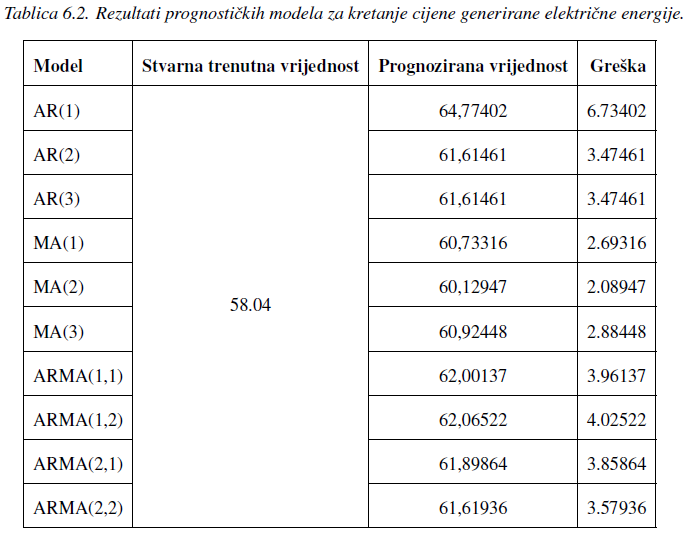 Tablica 6.2. Rezultati prognostičkih modela za kretanje cijene generirane električne energije.
Model Stvarna trenutna vrijednost Prognozirana vrijednost Greška
AR(1) 64,77402 6.73402
AR(2) 61,61461 3.47461
AR(3) 61,61461 3.47461
MA(1) 60,73316 2.69316
MA(2) 60,12947 2.08947
58.04
MA(3) 60,92448 2.88448
ARMA(1,1) 62,00137 3.96137
ARMA(1,2) 62,06522 4.02522
ARMA(2,1) 61,89864 3.85864
ARMA(2,2) 61,61936 3.57936